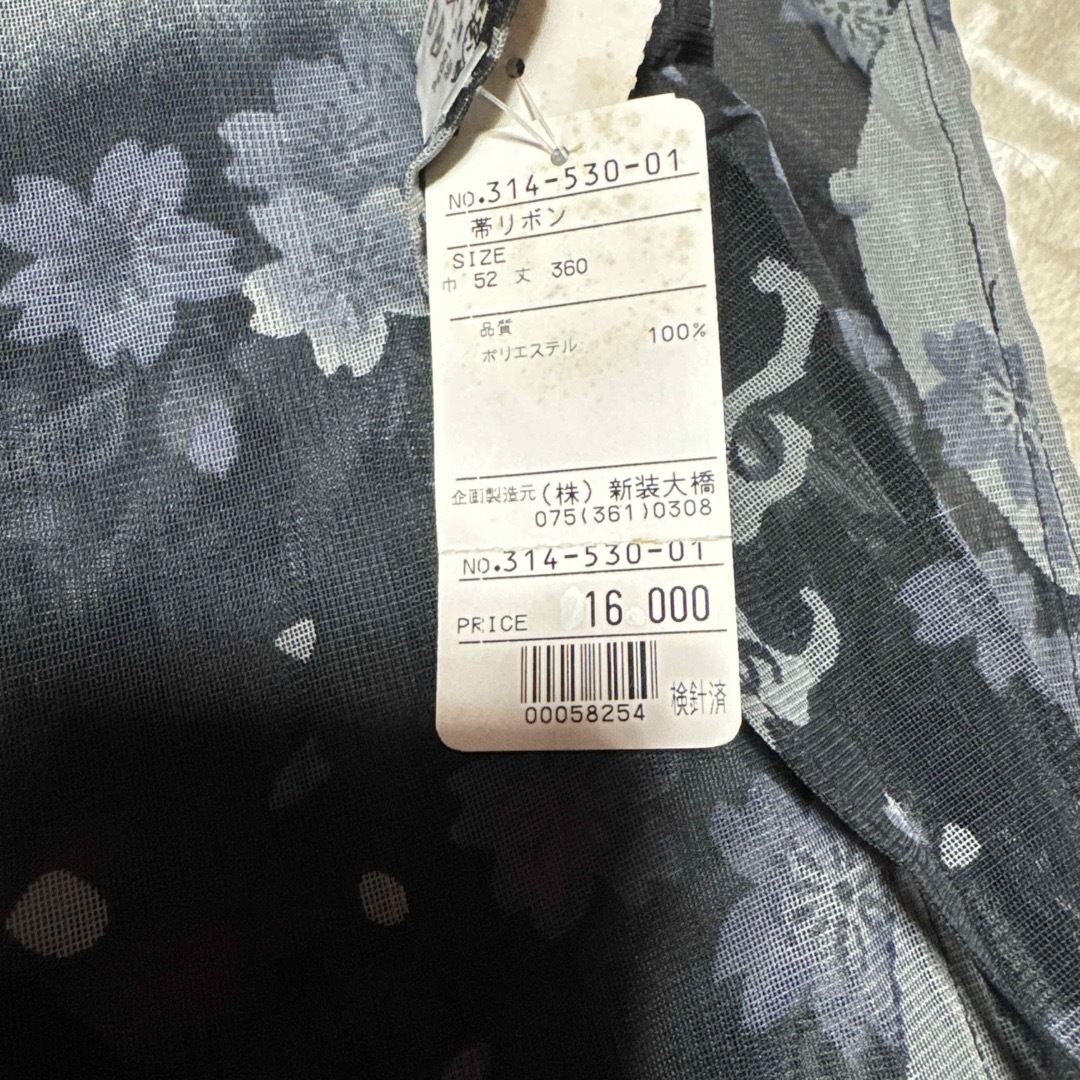 NO.314-530-01
帯リボン
SIZE
巾 52 丈 360
品質
ポリエステル 100%
企画製造元 (株) 新装大橋
075(361)0308
NO.314-530-01
PRICE 16.000
00058254 検針済